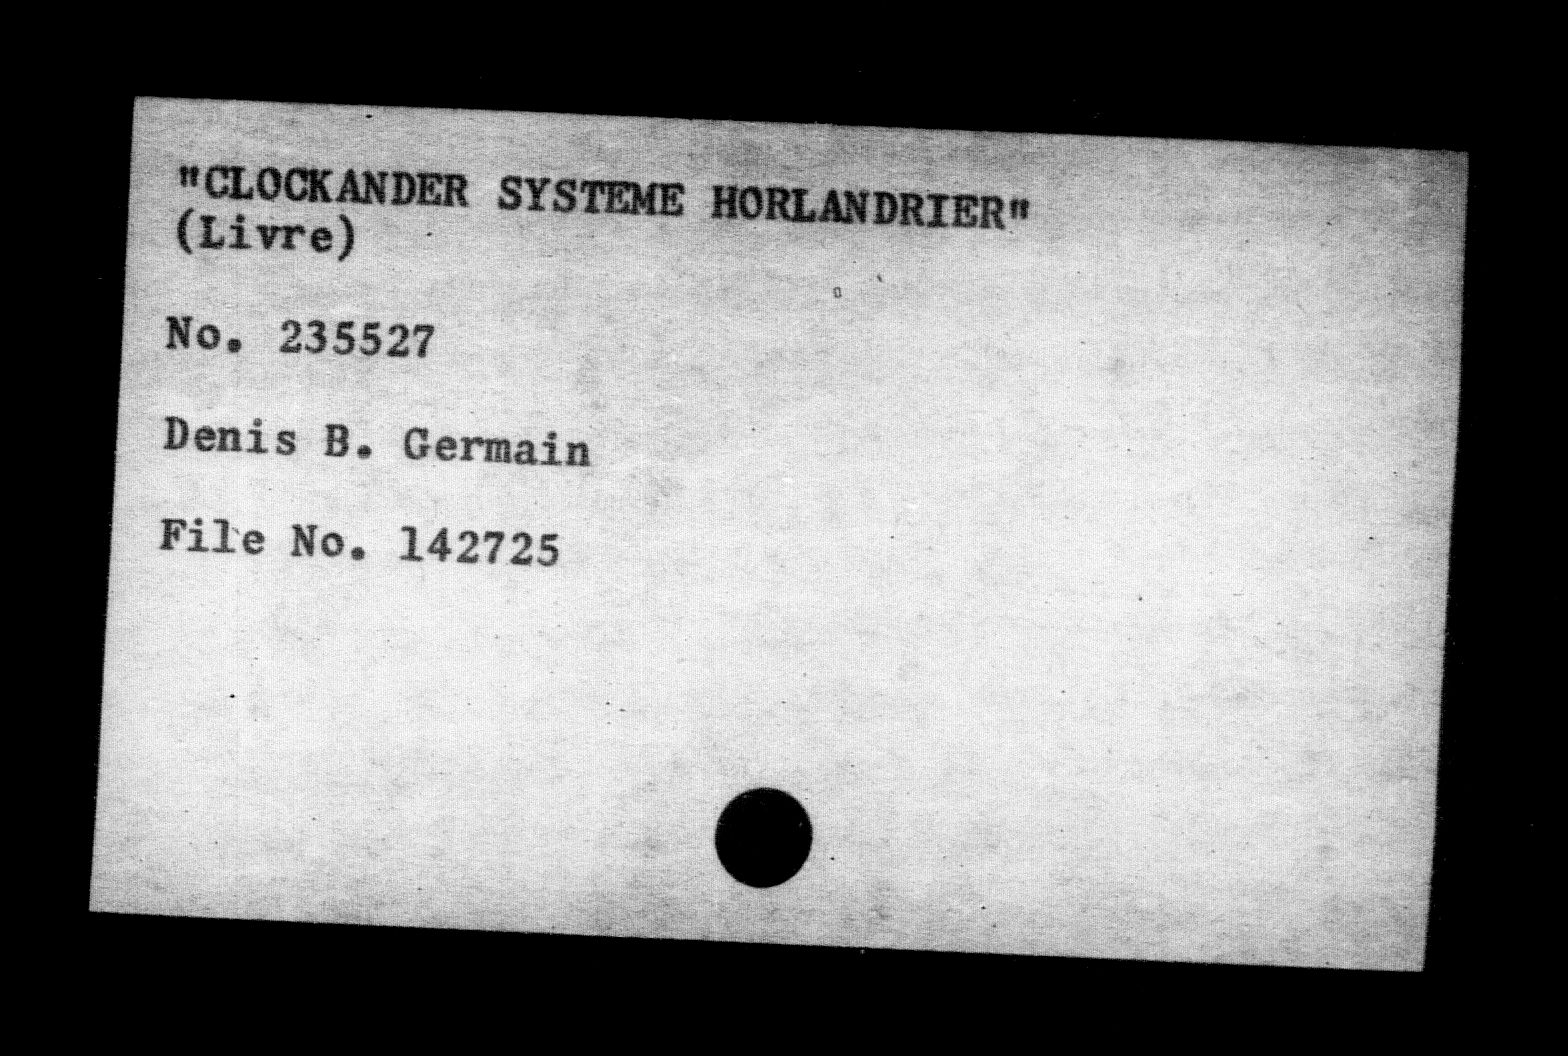 "CLOCKANDER SYSTEME HORLANDRIER"
(Livre)
No. 235527
Denis B. Germain
File No. 142725